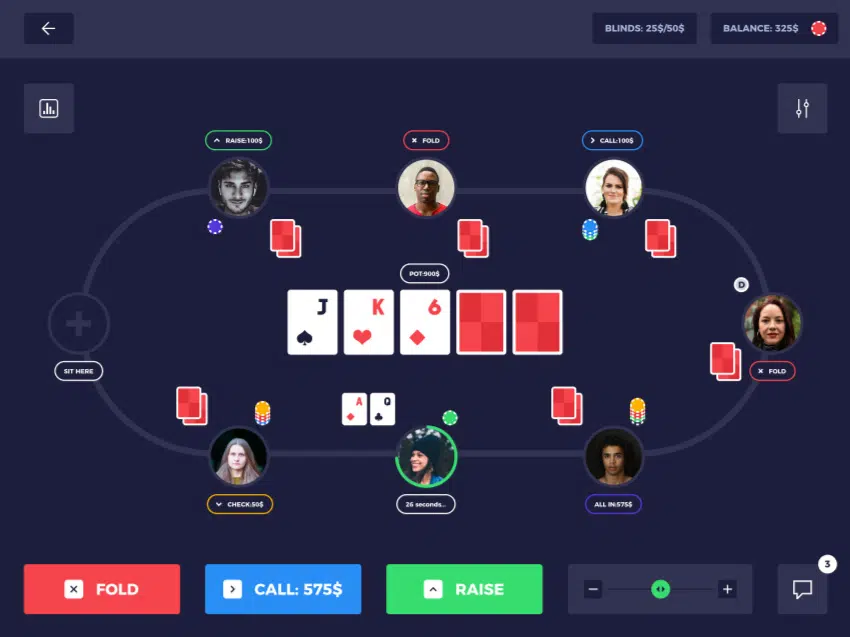 BLINDS: 25$/50$
BALANCE: 325$
RAISE:100$
FOLD
CALL:100$
POT:900$
D
J
K
6
SIT HERE
FOLD
A
Q
CHECK:50$
26 seconds...
ALL IN:575$
3
FOLD
CALL: 575$
RAISE